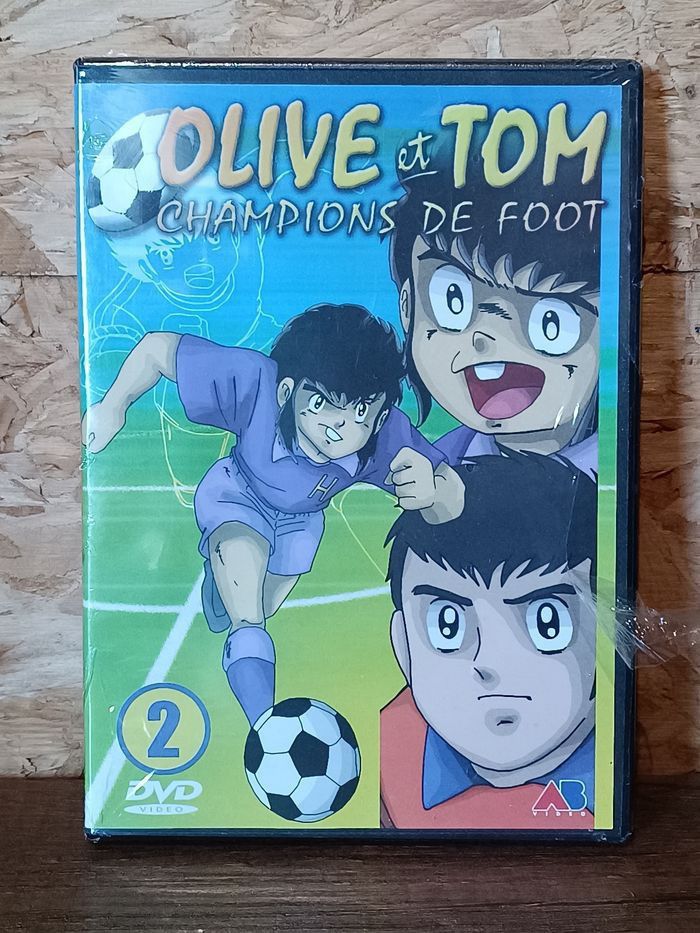 OLIVE et TOM
CHAMPIONS DE FOOT
H
2
DVD
VIDEO
AB
VIDEO